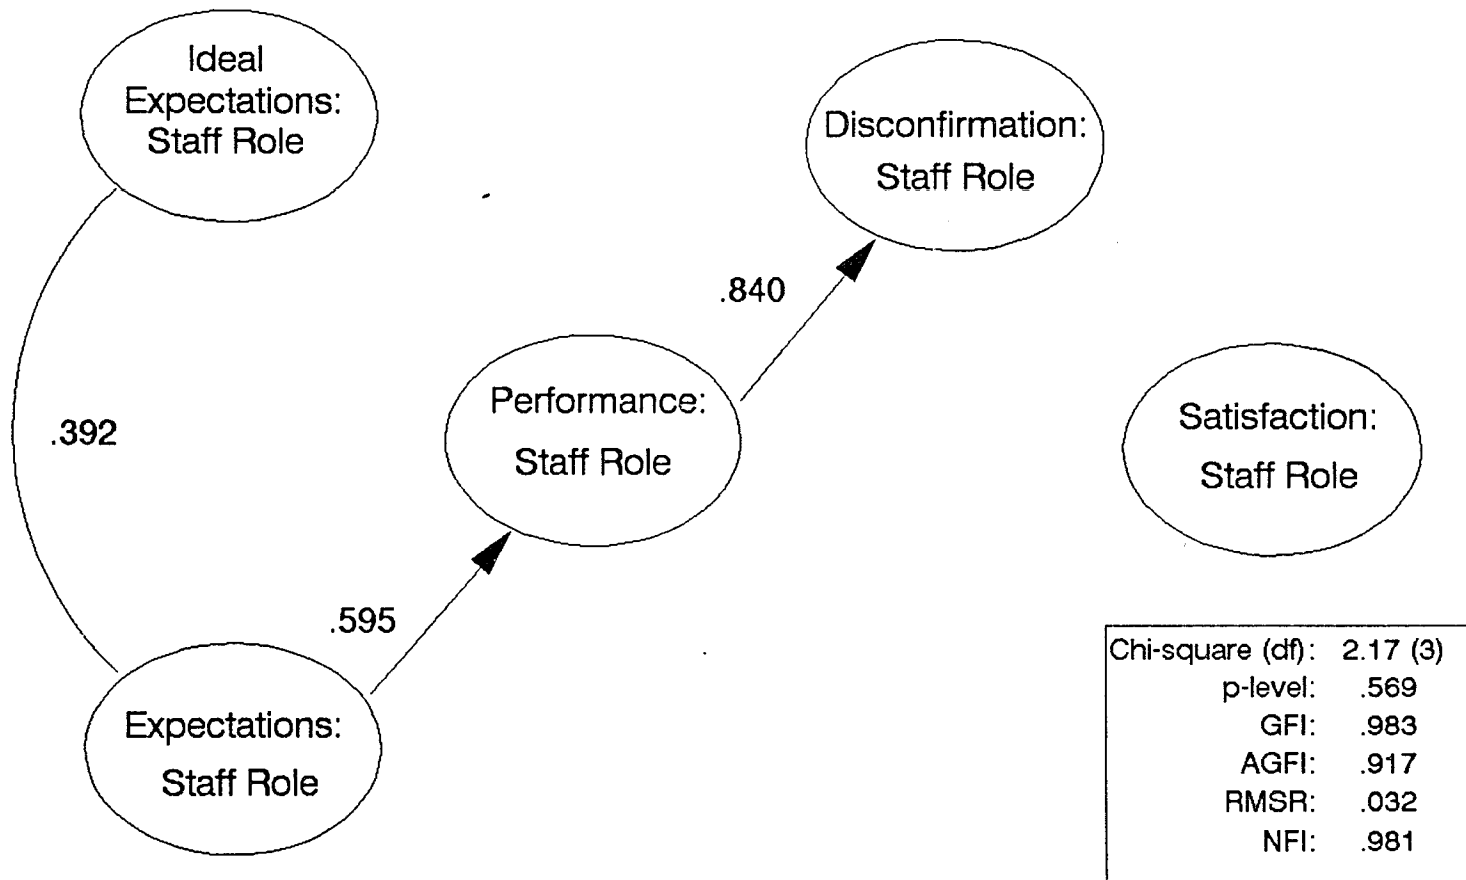 Ideal
Expectations:
Staff Role
Disconfirmation:
Staff Role
.840
Performance:
Staff Role
.392
Satisfaction:
Staff Role
.595
Expectations:
Staff Role
Chi-square (df): 2.17 (3)
p-level: .569
GFI: .983
AGFI: .917
RMSR: .032
NFI: .981